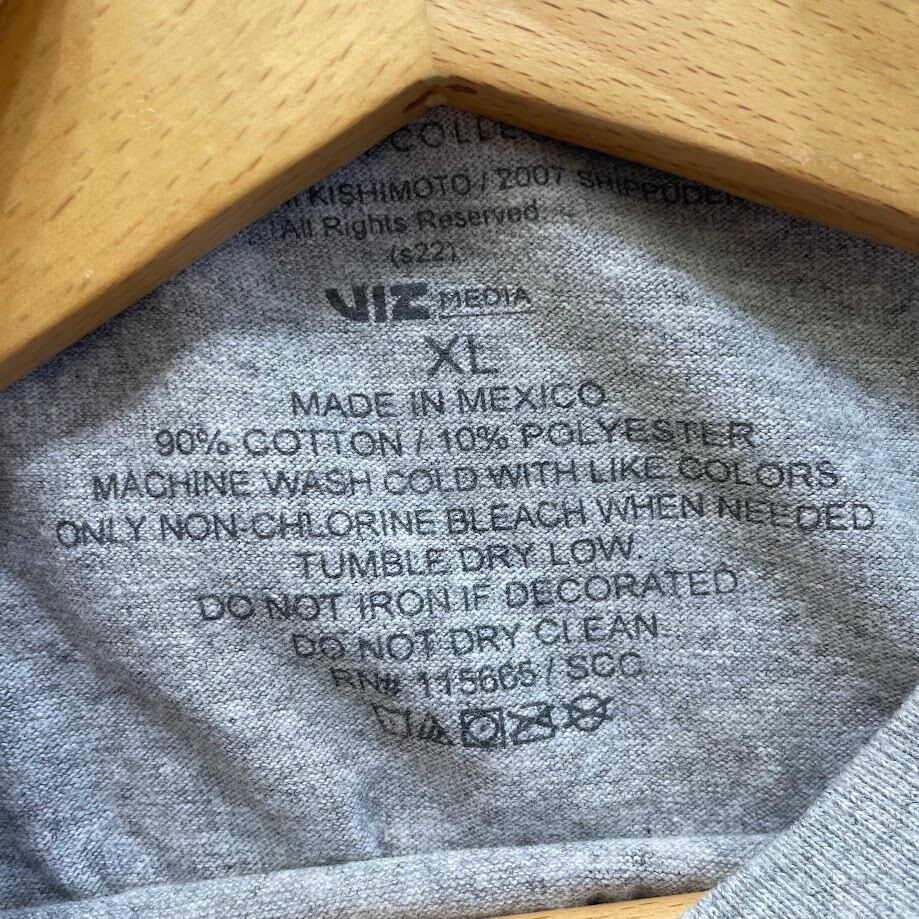 KISHIMOTO / 2007 SHIPPUDEN
All Rights Reserved
(s22)
VIZ MEDIA
XL
MADE IN MEXICO
90% COTTON / 10% POLYESTER
MACHINE WASH COLD WITH LIKE COLORS
ONLY NON-CHLORINE BLEACH WHEN NEEDED
TUMBLE DRY LOW.
DO NOT IRON IF DECORATED
DO NOT DRY CLEAN
RN# 115665 / SCC